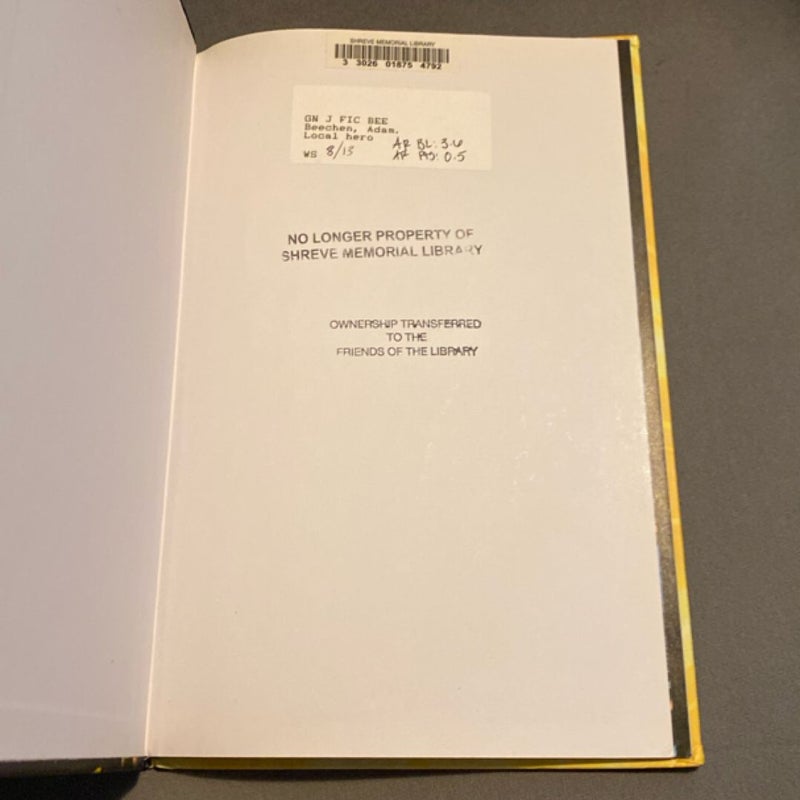 SHREVE MEMORIAL LIBRARY
3 3026 01875 4792
GN J FIC BEE
Beechen, Adam.
Local hero
WS 8/13
AR BL: 3.6
AR Pts: 0.5
NO LONGER PROPERTY OF
SHREVE MEMORIAL LIBRARY
OWNERSHIP TRANSFERRED
TO THE
FRIENDS OF THE LIBRARY